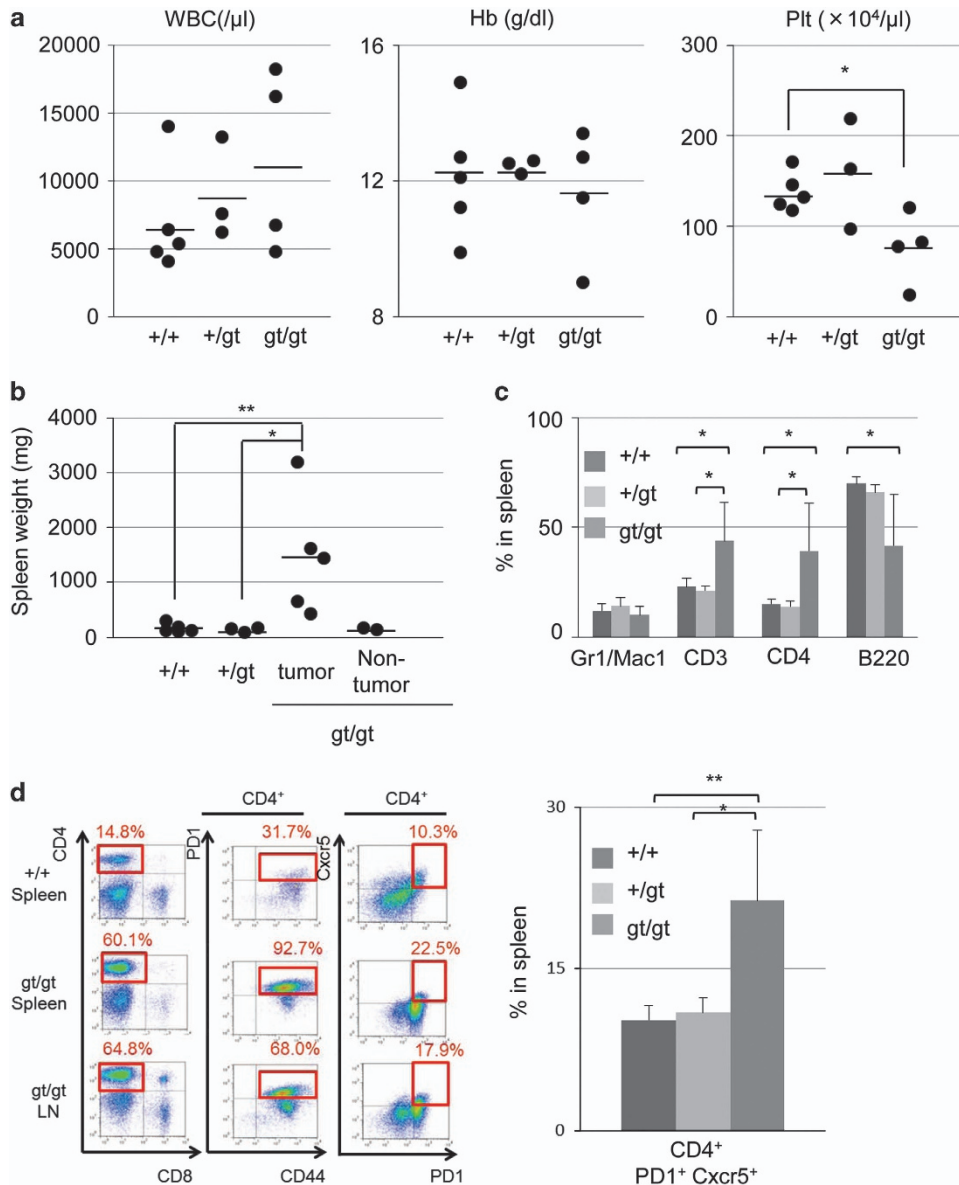 a
WBC(/µl)
Hb (g/dl)
Plt (×10⁴/µl)
20000
15000
10000
5000
0
+/+
+/gt
gt/gt
16
12
8
+/+
+/gt
gt/gt
300
200
100
0
*
+/+
+/gt
gt/gt
b
Spleen weight (mg)
4000
3000
2000
1000
0
**
*
+/+
+/gt
tumor
Non-
tumor
gt/gt
c
% in spleen
100
50
0
+/+
+/gt
gt/gt
*
*
*
*
*
Gr1/Mac1
CD3
CD4
B220
d
CD4⁺
CD4⁺
CD4
14.8%
PD1
31.7%
Cxcr5
10.3%
+/+
Spleen
60.1%
92.7%
22.5%
gt/gt
Spleen
64.8%
68.0%
17.9%
gt/gt
LN
CD8
CD44
PD1
% in spleen
30
15
0
**
*
+/+
+/gt
gt/gt
CD4⁺
PD1⁺ Cxcr5⁺